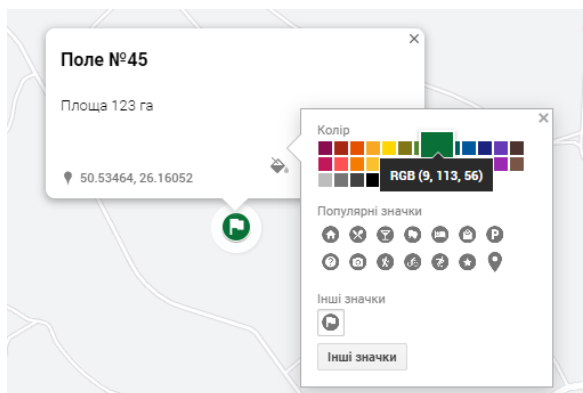 Поле №45
Площа 123 га
50.53464, 26.16052
Колір
RGB (9, 113, 56)
Популярні значки
P
?
Інші значки
Інші значки